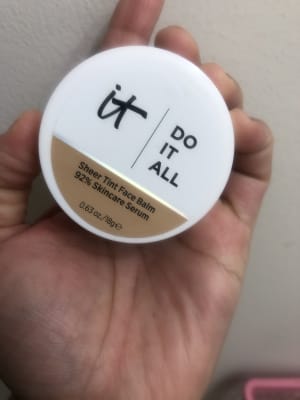 it
DO
IT
ALL
Sheer Tint Face Balm
92% Skincare Serum
0.63 oz./18g℮